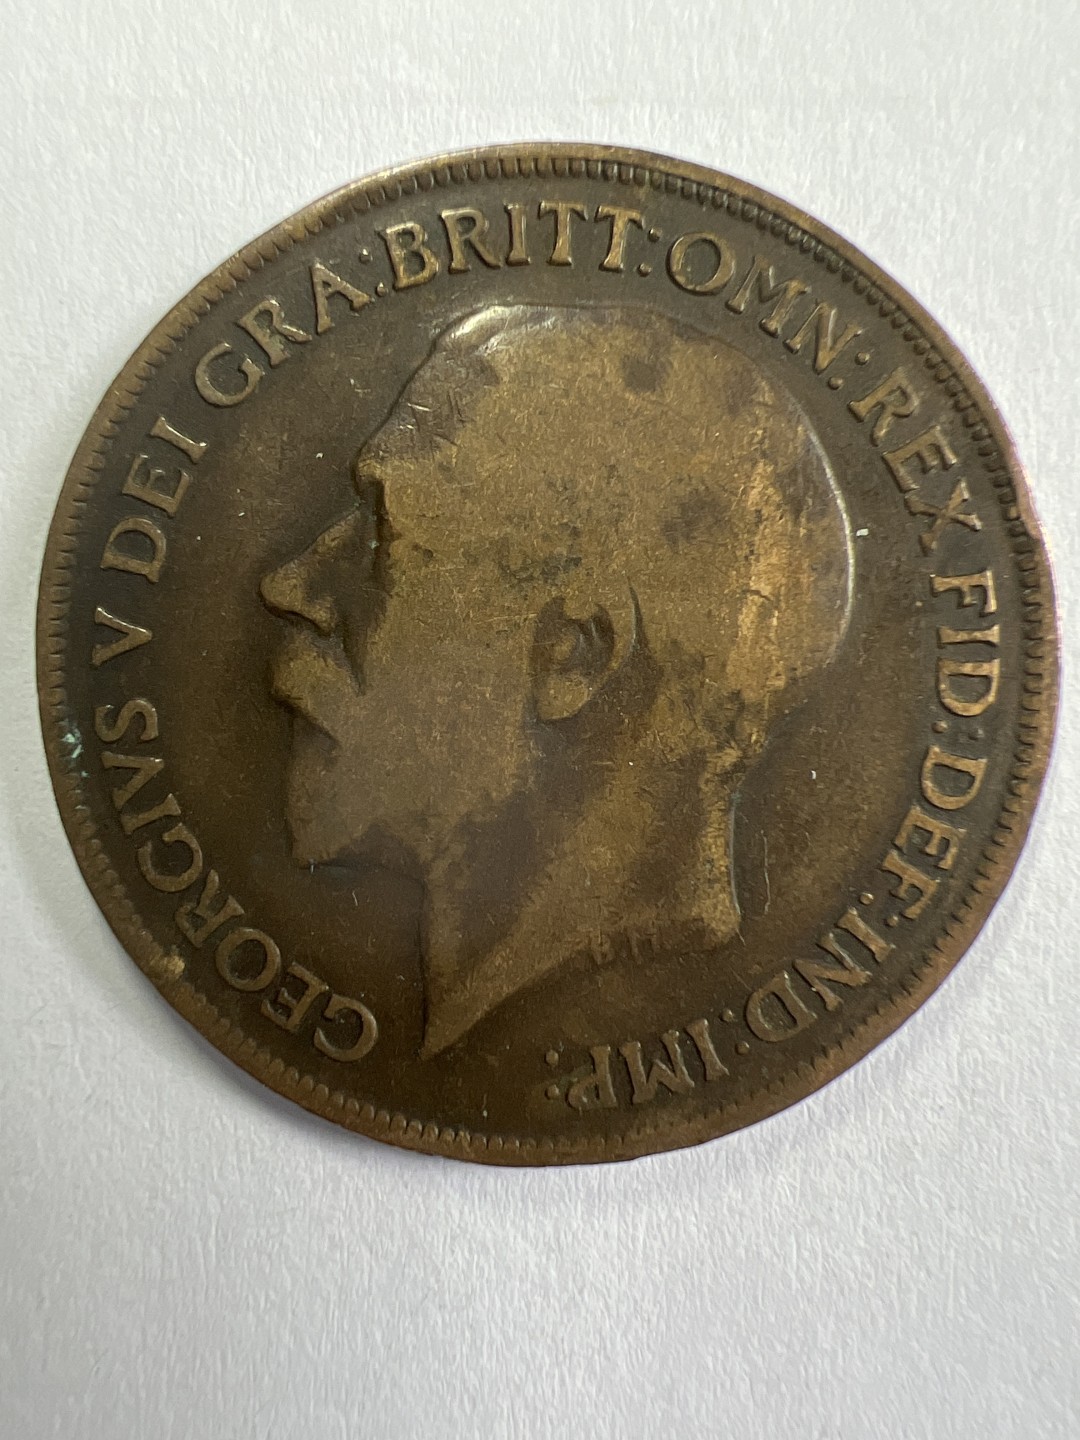 GEORGIVS V DEI GRA:BRITT:OMN:REX FID:DEF:IND:IMP: